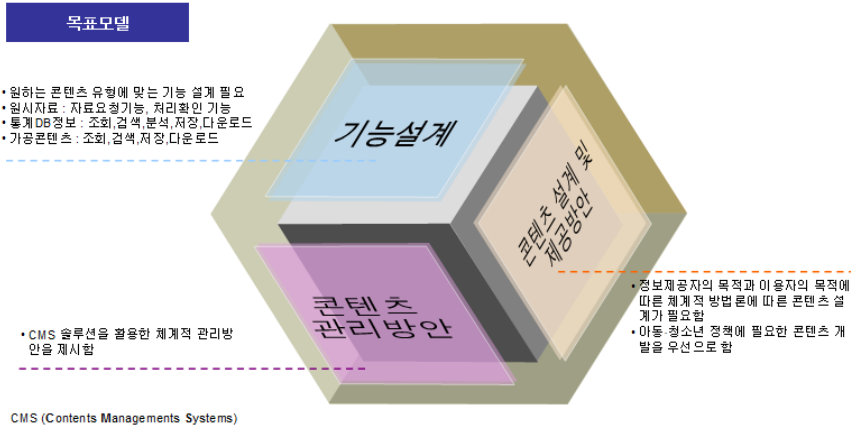 목표모델
• 원하는 콘텐츠 유형에 맞는 기능 설계 필요
• 원시자료 : 자료요청기능, 처리확인 기능
• 통계DB정보 : 조회,검색,분석,저장,다운로드
• 가공콘텐츠 : 조회,검색,저장,다운로드
기능설계
콘텐츠 설계 및
제공방안
• 정보제공자의 목적과 이용자의 목적에
따른 체계적 방법론에 따른 콘텐츠 설
계가 필요함
• 아동·청소년 정책에 필요한 콘텐츠 개
발을 우선으로 함
콘텐츠
관리방안
• CMS 솔루션을 활용한 체계적 관리방
안을 제시함
CMS (Contents Managements Systems)